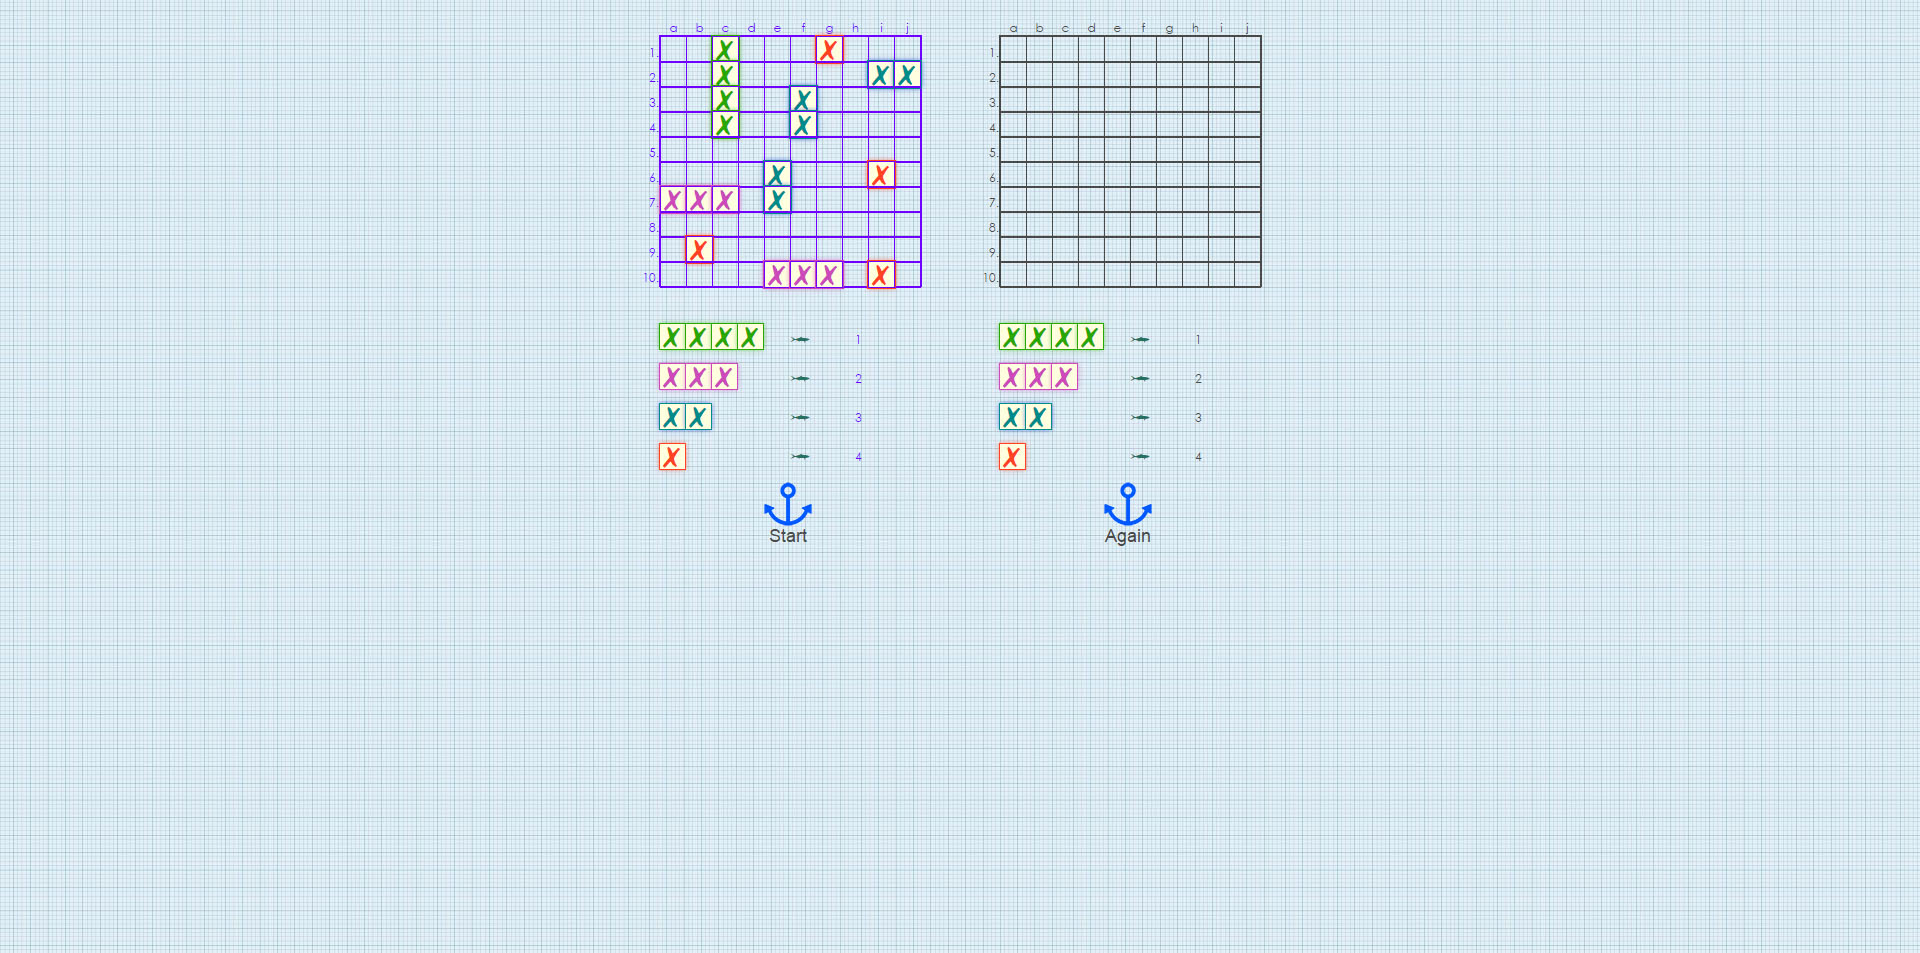 a b c d e f g h i j
a b c d e f g h i j
1. X X
1.
2. X X X
2.
3. X X
3.
4. X X
4.
5.
5.
6. X X
6.
7. X X X X
7.
8.
8.
9. X
9.
10. X X X X
10.
X X X X 1
X X X X 1
X X X 2
X X X 2
X X 3
X X 3
X 4
X 4
Start
Again